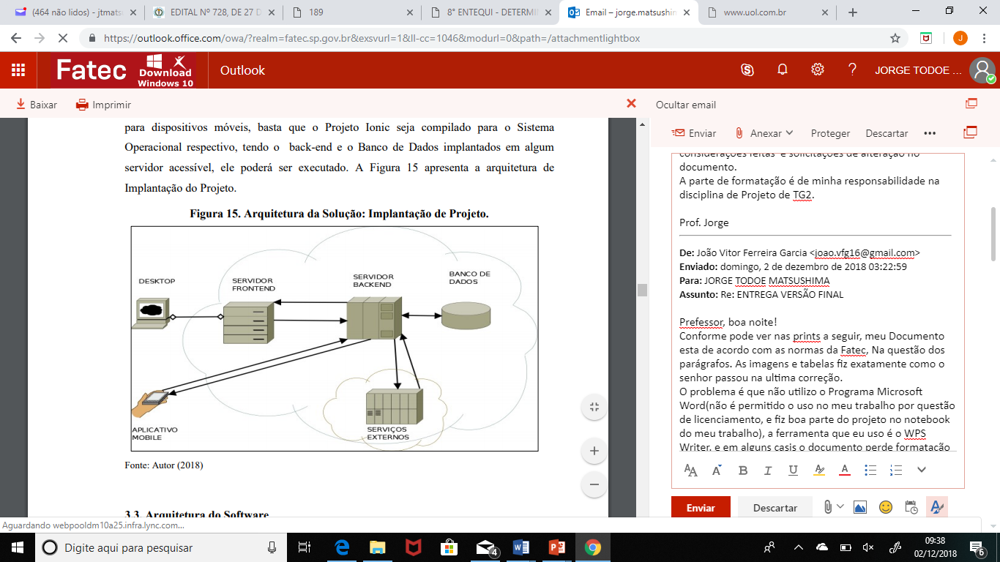 (464 não lidos) - jtmats
EDITAL Nº 728, DE 27 D
189
8° ENTEQUI - DETERMI
Email – jorge.matsushin
www.uol.com.br
https://outlook.office.com/owa/?realm=fatec.sp.gov.br&exsvurl=1&ll-cc=1046&modurl=0&path=/attachmentlightbox
J
Fatec
Download
Windows 10
Outlook
JORGE TODOE ...
Baixar
Imprimir
para dispositivos móveis, basta que o Projeto Ionic seja compilado para o Sistema
Operacional respectivo, tendo o back-end e o Banco de Dados implantados em algum
servidor acessível, ele poderá ser executado. A Figura 15 apresenta a arquitetura de
Implantação do Projeto.
Figura 15. Arquitetura da Solução: Implantação de Projeto.
DESKTOP
SERVIDOR
FRONTEND
SERVIDOR
BACKEND
BANCO DE
DADOS
APLICATIVO
MOBILE
SERVIÇOS
EXTERNOS
Fonte: Autor (2018)
3.3. Arquitetura do Software
Ocultar email
Enviar
Anexar
Proteger
Descartar
considerações feitas e solicitações de alteração no
documento.
A parte de formatação é de minha responsabilidade na
disciplina de Projeto de TG2.
Prof. Jorge
De: João Vitor Ferreira Garcia <joao.vfg16@gmail.com>
Enviado: domingo, 2 de dezembro de 2018 03:22:59
Para: JORGE TODOE MATSUSHIMA
Assunto: Re: ENTREGA VERSÃO FINAL
Prefessor, boa noite!
Conforme pode ver nas prints a seguir, meu Documento
esta de acordo com as normas da Fatec, Na questão dos
parágrafos. As imagens e tabelas fiz exatamente como o
senhor passou na ultima correção.
O problema é que não utilizo o Programa Microsoft
Word(não é permitido o uso no meu trabalho por questão
de licenciamento, e fiz boa parte do projeto no notebook
do meu trabalho), a ferramenta que eu uso é o WPS
Writer, e em alguns casis o documento perde formatação
Enviar
Descartar
Aguardando webpooldm10a25.infra.lync.com...
Digite aqui para pesquisar
4
09:38
02/12/2018
6